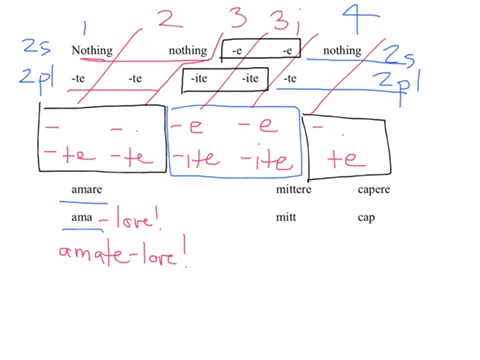 1 2 3 3i 4
2s Nothing nothing -e -e nothing 2s
2pl -te -te -ite -ite -te 2pl
- - -e -e -
-te -te -ite -ite te
amare mittere capere
ama - love! mitt cap
amate - love!